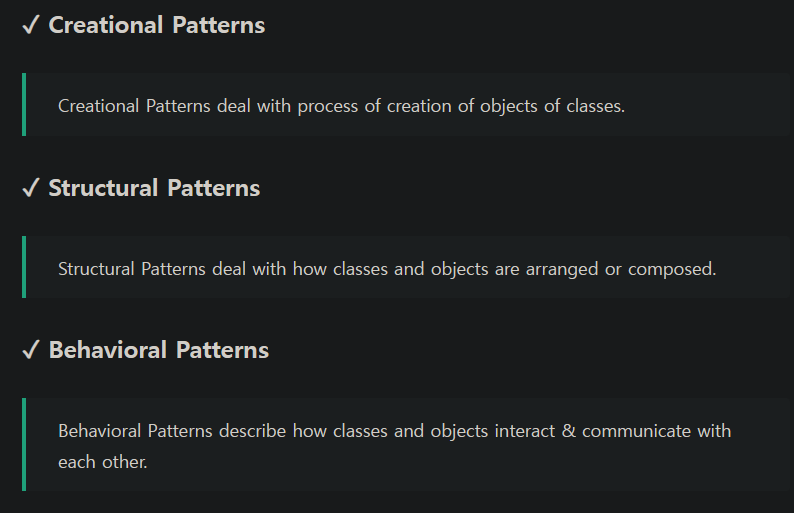 ✓ Creational Patterns
Creational Patterns deal with process of creation of objects of classes.
✓ Structural Patterns
Structural Patterns deal with how classes and objects are arranged or composed.
✓ Behavioral Patterns
Behavioral Patterns describe how classes and objects interact & communicate with
each other.